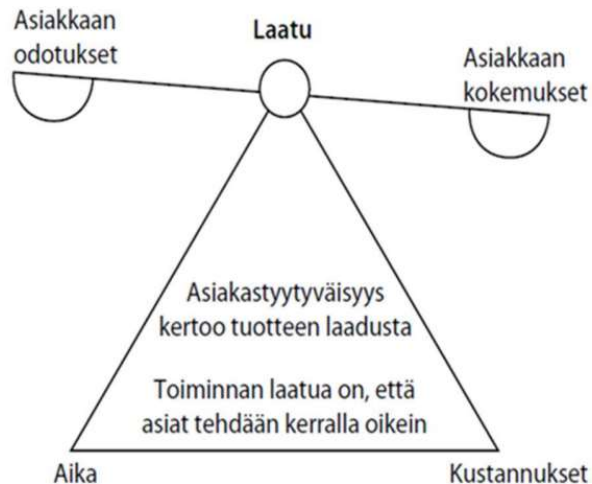 Asiakkaan
odotukset
Laatu
Asiakkaan
kokemukset
Asiakastyytyväisyys
kertoo tuotteen laadusta
Toiminnan laatua on, että
asiat tehdään kerralla oikein
Aika
Kustannukset